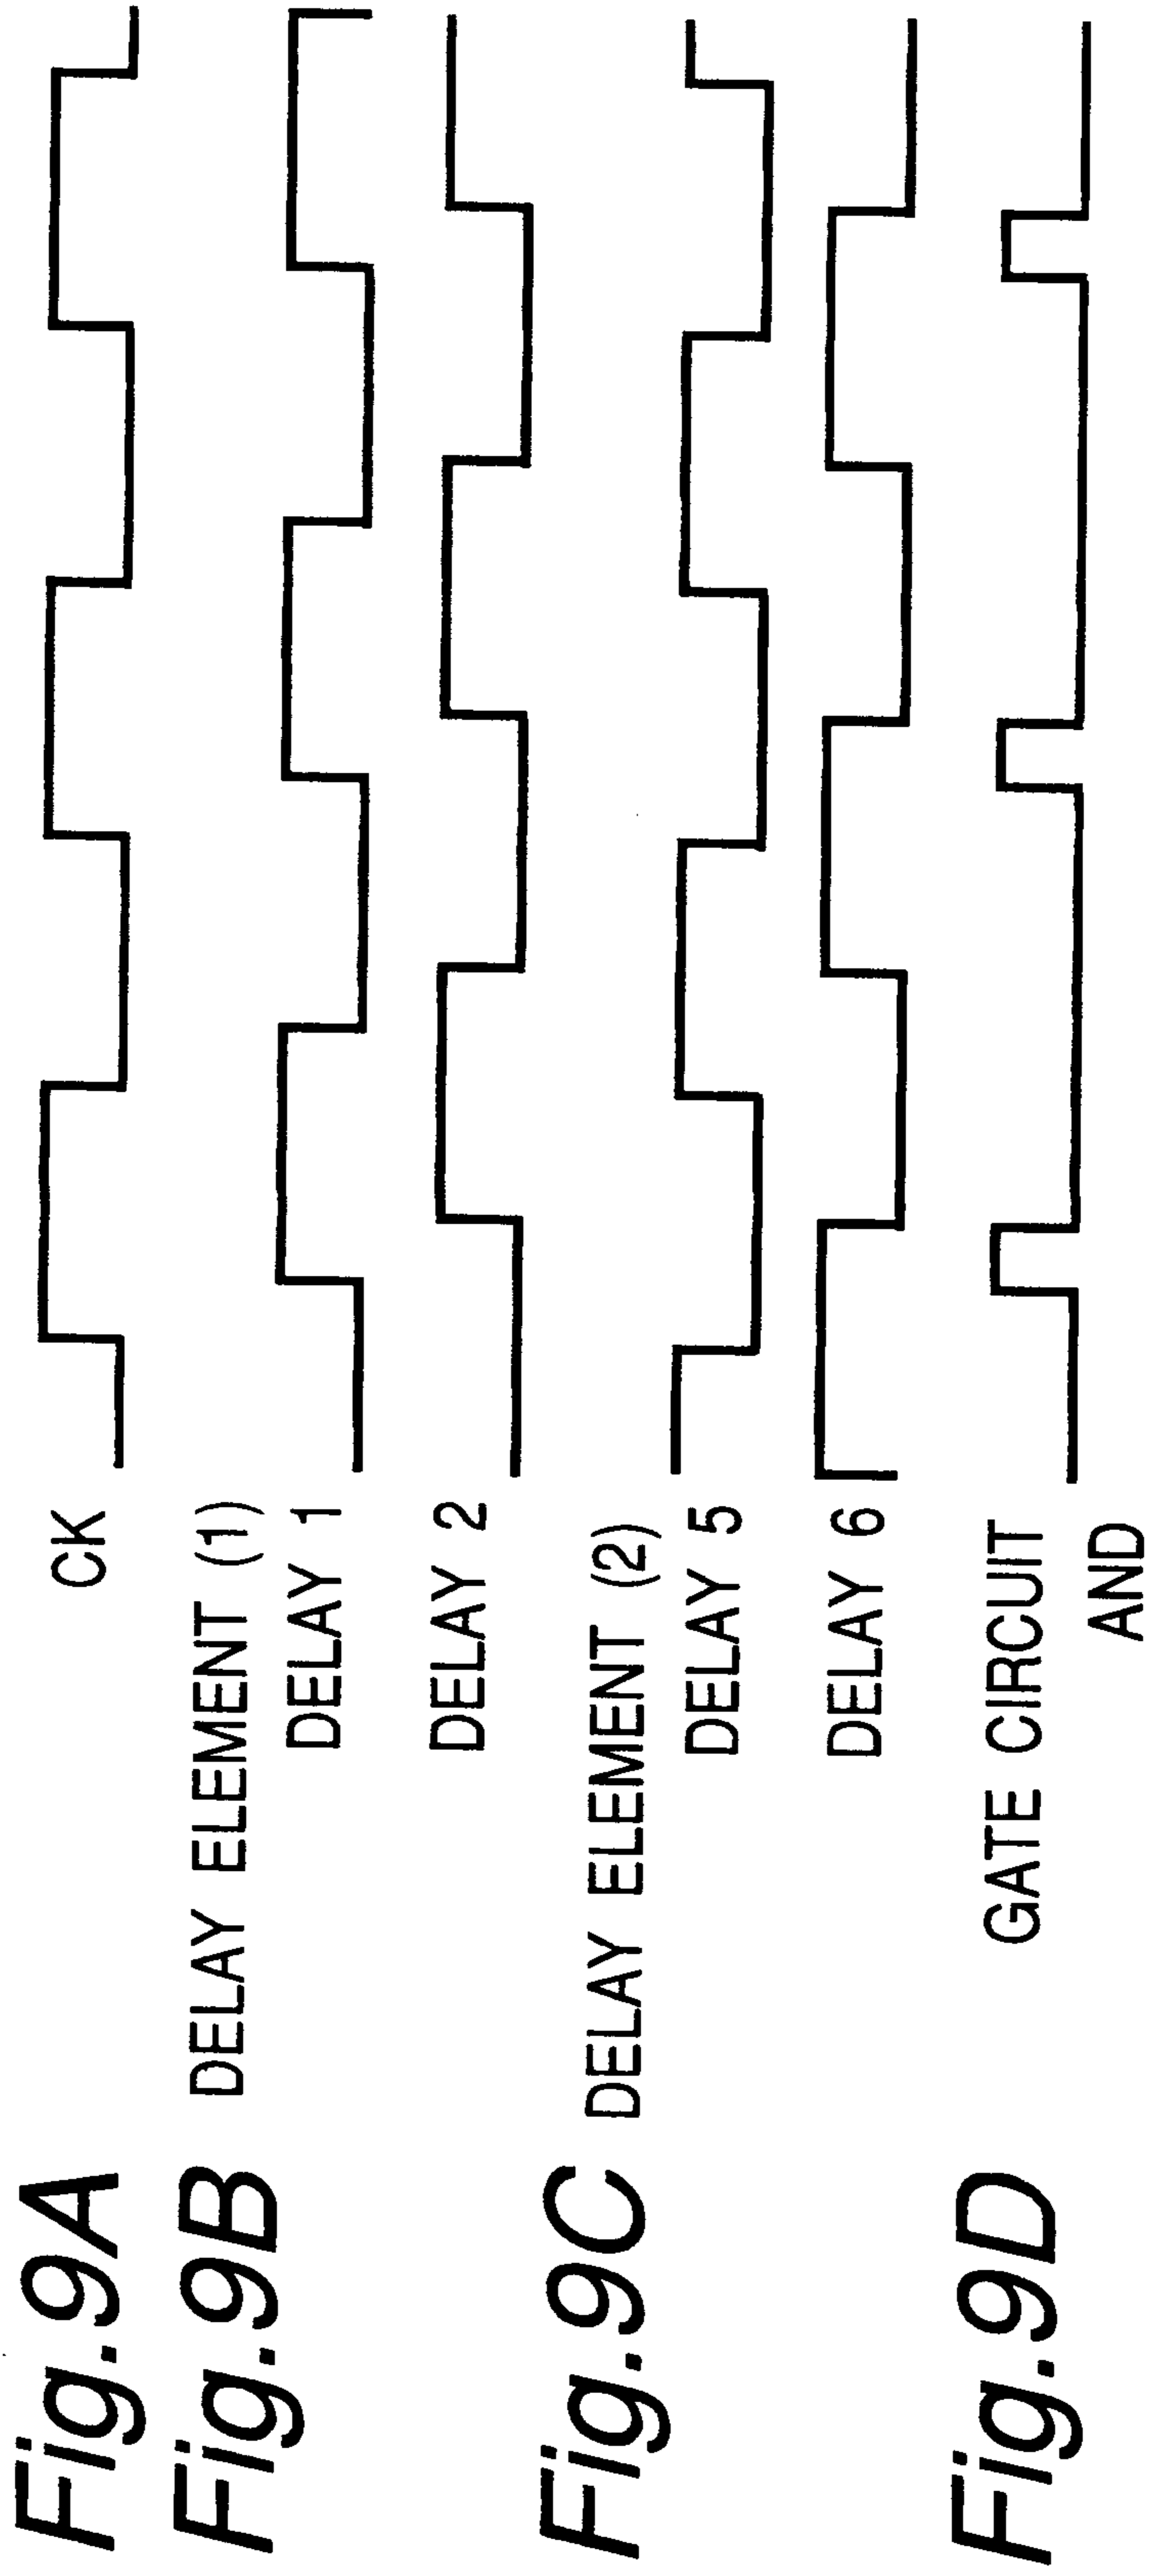 Fig.9A CK
Fig.9B DELAY ELEMENT (1)
DELAY 1
DELAY 2
Fig.9C DELAY ELEMENT (2)
DELAY 5
DELAY 6
Fig.9D GATE CIRCUIT
AND